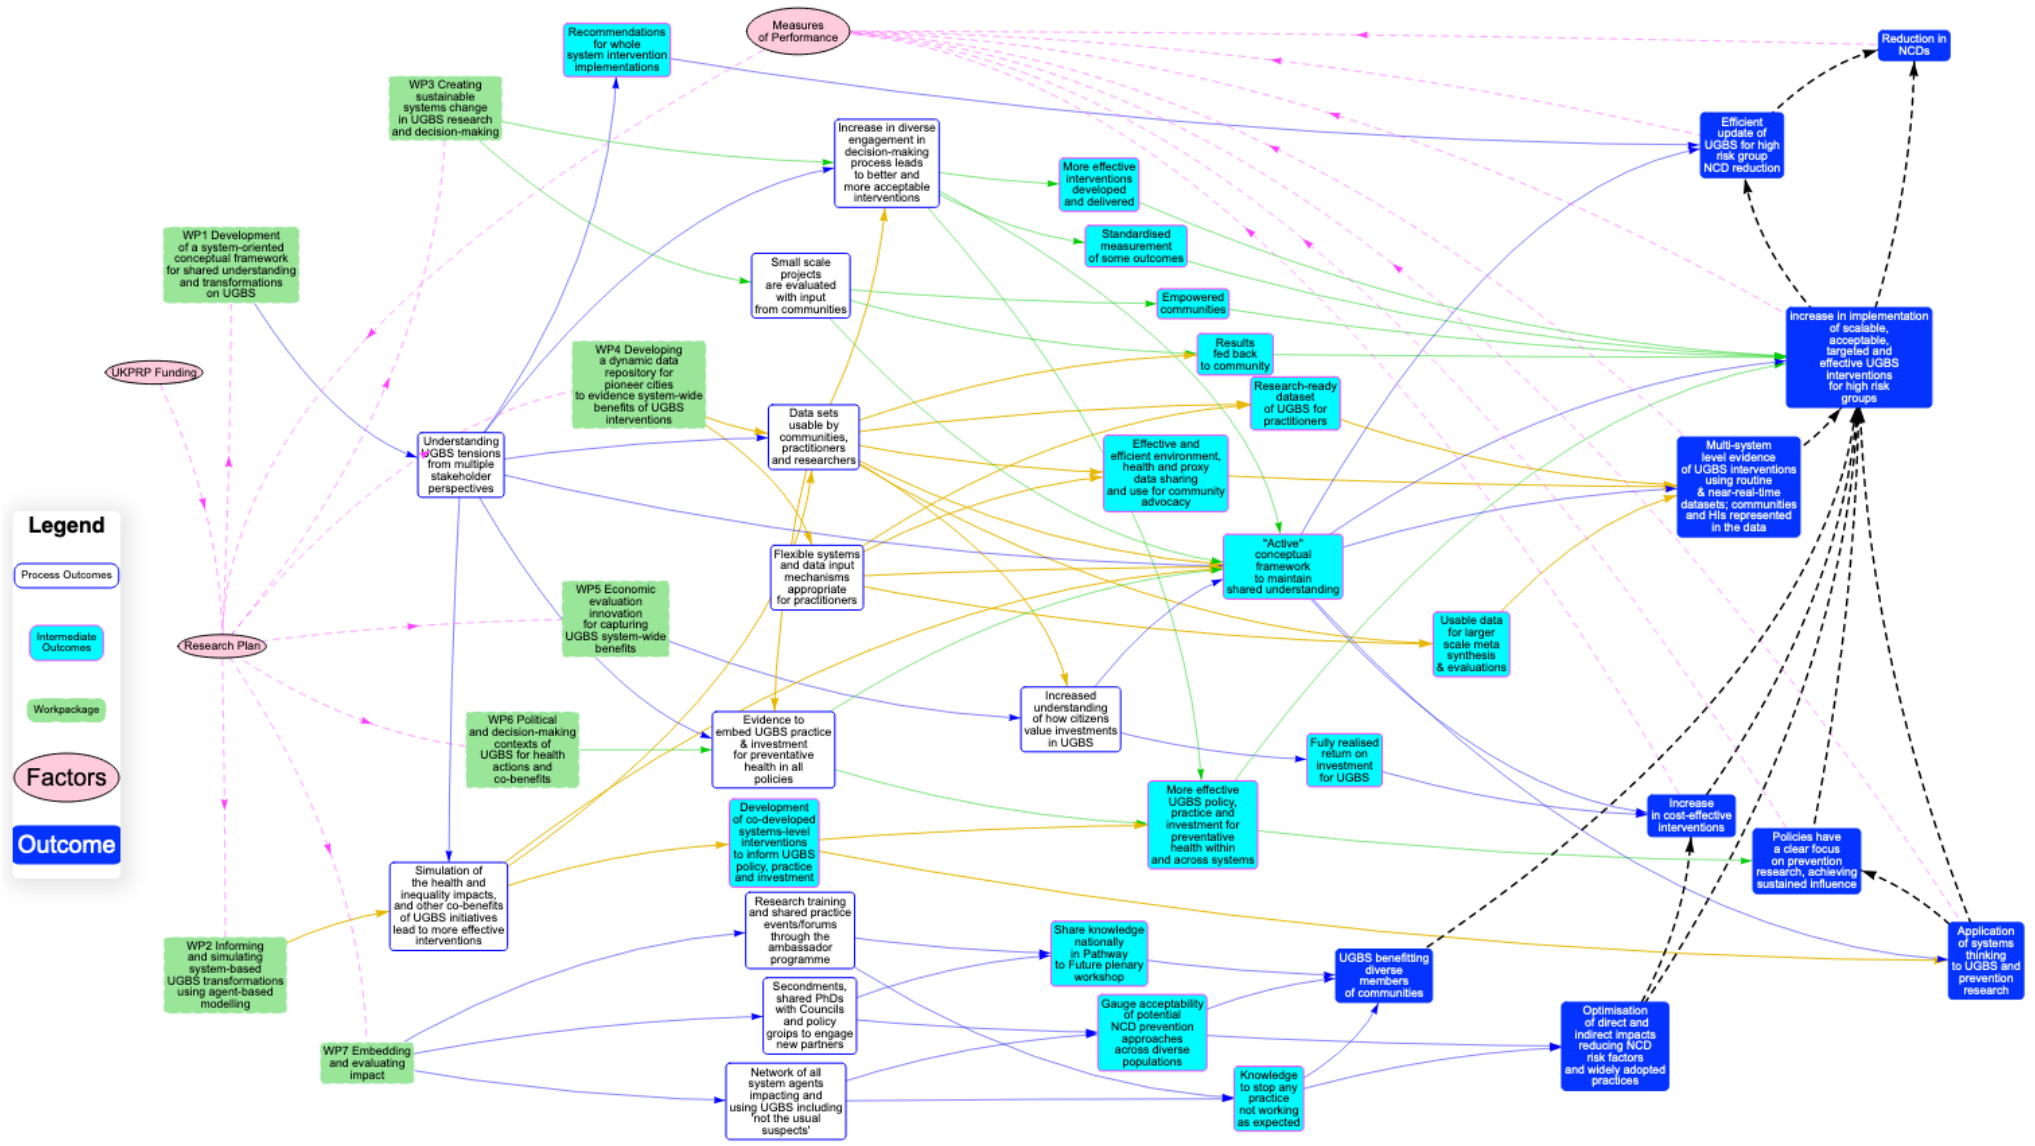 Measures
of Performance
Reduction in
NCDs
Recommendations
for whole
system intervention
implementations
WP3 Creating
sustainable
systems change
in UGBS research
and decision-making
Increase in diverse
engagement in
decision-making
process leads
to better and
more acceptable
interventions
Efficient
update of
UGBS for high
risk group
NCD reduction
More effective
interventions
developed
and delivered
Standardised
measurement
of some outcomes
WP1 Development
of a system-oriented
conceptual framework
for shared understanding
and transformations
on UGBS
Small scale
projects
are evaluated
with input
from communities
Empowered
communities
increase in implementation
of scalable,
acceptable,
targeted and
effective UGBS
interventions
for high risk
groups
UKPRP Funding
WP4 Developing
a dynamic data
repository for
pioneer cities
to evidence system-wide
benefits of UGBS
interventions
Results
fed back
to community
Research-ready
dataset
of UGBS for
practitioners
Data sets
usable by
communities,
practitioners
and researchers
Understanding
UGBS tensions
from multiple
stakeholder
perspectives
Effective and
efficient environment,
health and proxy
data sharing
and use for community
advocacy
Multi-system
level evidence
of UGBS interventions
using routine
& near-real-time
datasets; communities
and HIs represented
in the data
Legend
Process Outcomes
Intermediate
Outcomes
Workpackage
Factors
Outcome
Flexible systems
and data input
mechanisms
appropriate
for practitioners
"Active"
conceptual
framework
to maintain
shared understanding
WP5 Economic
evaluation
innovation
for capturing
UGBS system-wide
benefits
Research Plan
Usable data
for larger
scale meta
synthesis
& evaluations
WP6 Political
and decision-making
contexts of
UGBS for health
actions and
co-benefits
Evidence to
embed UGBS practice
& investment
for preventative
health in all
policies
Increased
understanding
of how citizens
value investments
in UGBS
Fully realised
return on
investment
for UGBS
Development
of co-developed
systems-level
interventions
to inform UGBS
policy, practice
and investment
More effective
UGBS policy,
practice and
investment for
preventative
health within
and across systems
Increase
in cost-effective
interventions
Policies have
a clear focus
on prevention
research, achieving
sustained influence
Simulation of
the health and
inequality impacts,
and other co-benefits
of UGBS initiatives
lead to more effective
interventions
Research training
and shared practice
events/forums
through the
ambassador
programme
Share knowledge
nationally
in Pathway
to Future plenary
workshop
Application
of systems
thinking
to UGBS and
prevention
research
WP2 Informing
and simulating
system-based
UGBS transformations
using agent-based
modelling
UGBS benefitting
diverse
members
of communities
Secondments,
shared PhDs
with Councils
and policy
groips to engage
new partners
Gauge acceptability
of potential
NCD prevention
approaches
across diverse
populations
Optimisation
of direct and
indirect impacts
reducing NCD
risk factors
and widely adopted
practices
WP7 Embedding
and evaluating
impact
Network of all
system agents
impacting and
using UGBS including
'not the usual
suspects'
Knowledge
to stop any
practice
not working
as expected